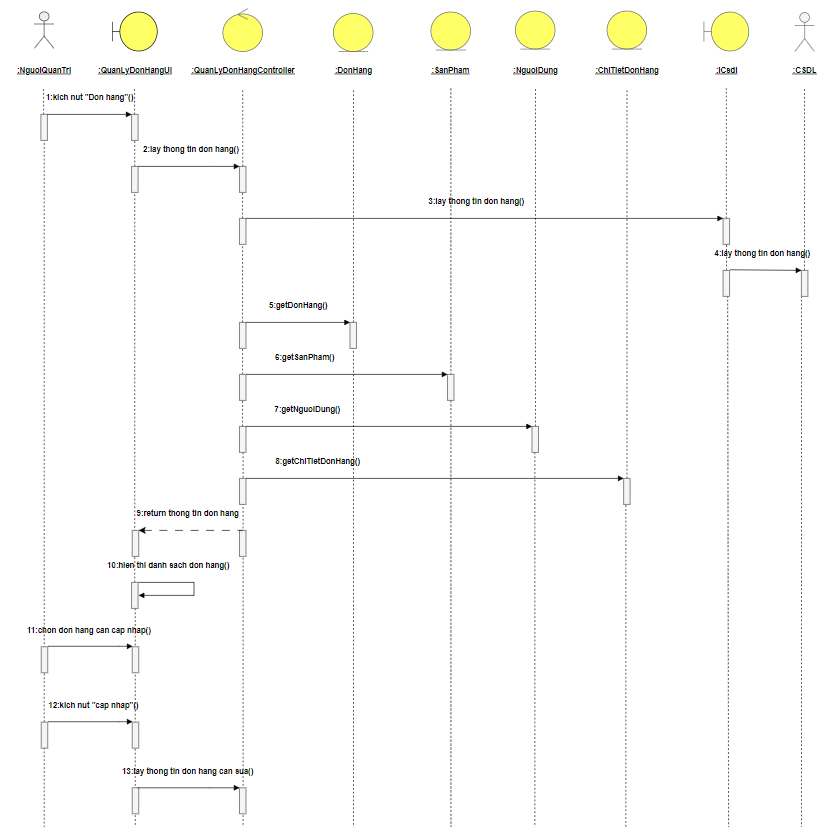 :NguoiQuanTri :QuanLyDonHangUI :QuanLyDonHangController :DonHang :SanPham :NguoiDung :ChiTietDonHang :ICsdl :CSDL
1:kich nut "Don hang"()
2:lay thong tin don hang()
3:lay thong tin don hang()
4:lay thong tin don hang()
5:getDonHang()
6:getSanPham()
7:getNguoiDung()
8:getChiTietDonHang()
9:return thong tin don hang
10:hien thi danh sach don hang()
11:chon don hang can cap nhap()
12:kich nut "cap nhap"()
13:lay thong tin don hang can sua()